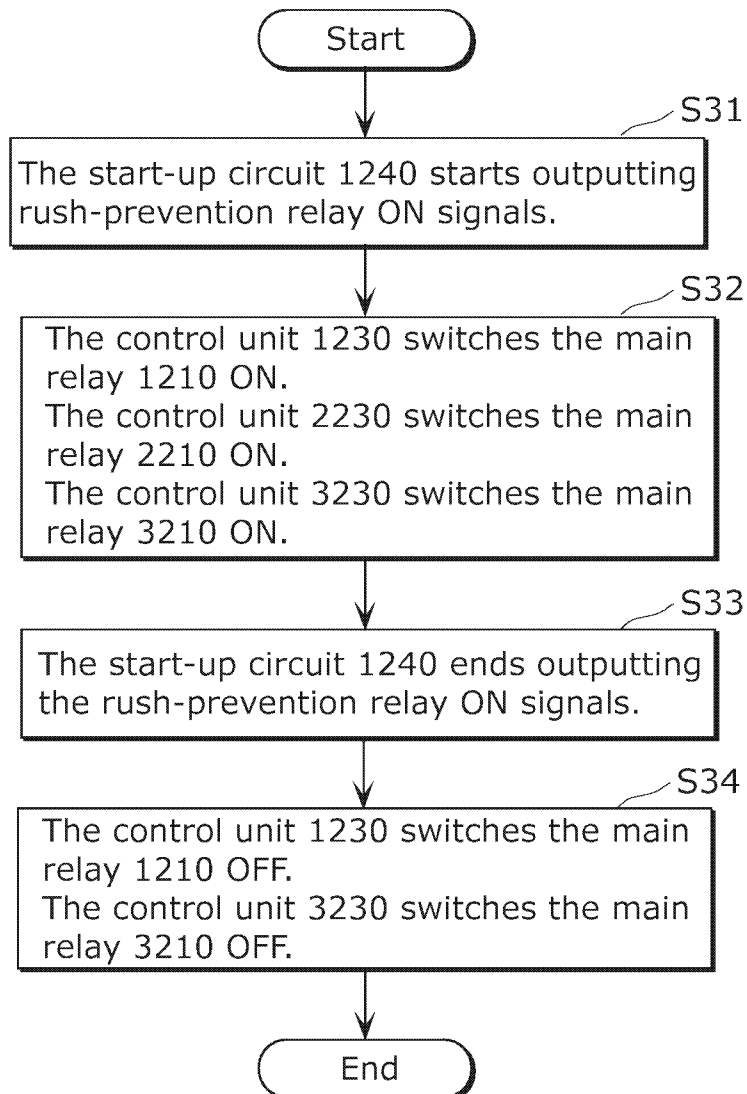 Start
S31
The start-up circuit 1240 starts outputting
rush-prevention relay ON signals.
S32
The control unit 1230 switches the main
relay 1210 ON.
The control unit 2230 switches the main
relay 2210 ON.
The control unit 3230 switches the main
relay 3210 ON.
S33
The start-up circuit 1240 ends outputting
the rush-prevention relay ON signals.
S34
The control unit 1230 switches the main
relay 1210 OFF.
The control unit 3230 switches the main
relay 3210 OFF.
End